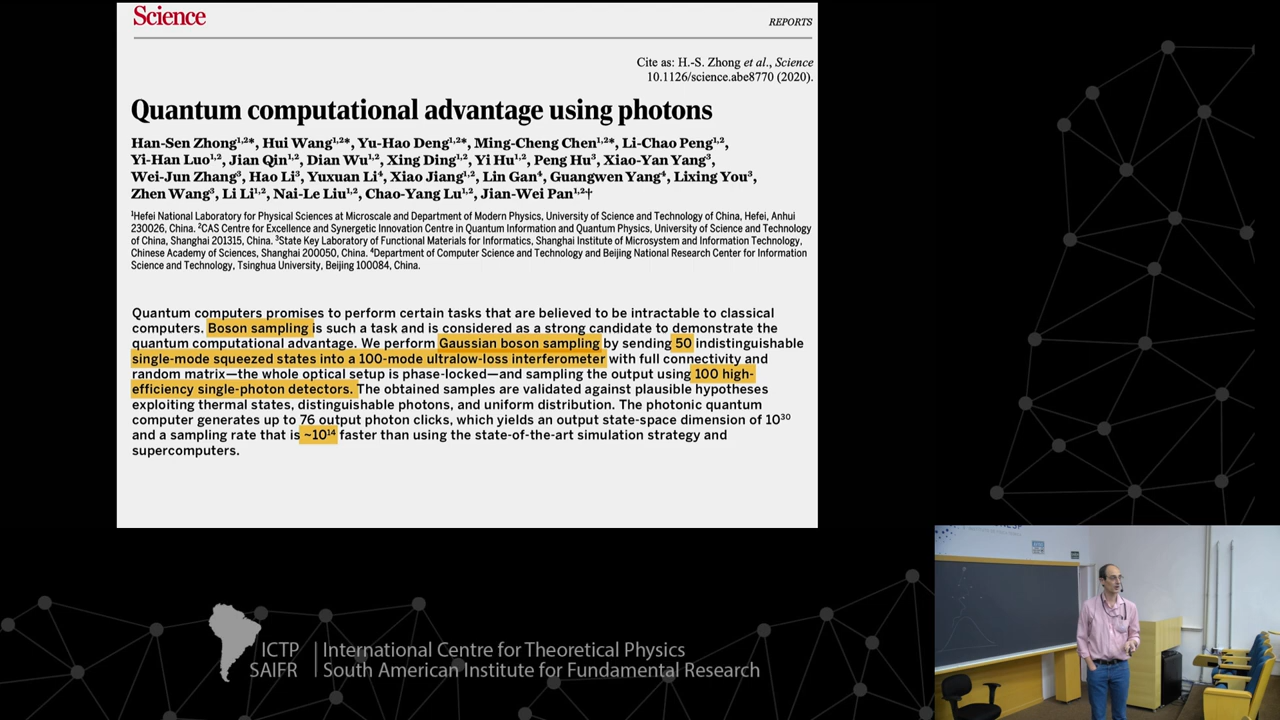 Science
REPORTS
Cite as: H.-S. Zhong et al., Science
10.1126/science.abe8770 (2020).
Quantum computational advantage using photons
Han-Sen Zhong¹,²*, Hui Wang¹,²*, Yu-Hao Deng¹,²*, Ming-Cheng Chen¹,²*, Li-Chao Peng¹,²,
Yi-Han Luo¹,², Jian Qin¹,², Dian Wu¹,², Xing Ding¹,², Yi Hu¹,², Peng Hu³, Xiao-Yan Yang³,
Wei-Jun Zhang³, Hao Li³, Yuxuan Li⁴, Xiao Jiang¹,², Lin Gan⁴, Guangwen Yang⁴, Lixing You³,
Zhen Wang³, Li Li¹,², Nai-Le Liu¹,², Chao-Yang Lu¹,², Jian-Wei Pan¹,²†
¹Hefei National Laboratory for Physical Sciences at Microscale and Department of Modern Physics, University of Science and Technology of China, Hefei, Anhui
230026, China. ²CAS Centre for Excellence and Synergetic Innovation Centre in Quantum Information and Quantum Physics, University of Science and Technology
of China, Shanghai 201315, China. ³State Key Laboratory of Functional Materials for Informatics, Shanghai Institute of Microsystem and Information Technology,
Chinese Academy of Sciences, Shanghai 200050, China. ⁴Department of Computer Science and Technology and Beijing National Research Center for Information
Science and Technology, Tsinghua University, Beijing 100084, China.
Quantum computers promises to perform certain tasks that are believed to be intractable to classical
computers. Boson sampling is such a task and is considered as a strong candidate to demonstrate the
quantum computational advantage. We perform Gaussian boson sampling by sending 50 indistinguishable
single-mode squeezed states into a 100-mode ultralow-loss interferometer with full connectivity and
random matrix—the whole optical setup is phase-locked—and sampling the output using 100 high-
efficiency single-photon detectors. The obtained samples are validated against plausible hypotheses
exploiting thermal states, distinguishable photons, and uniform distribution. The photonic quantum
computer generates up to 76 output photon clicks, which yields an output state-space dimension of 10³⁰
and a sampling rate that is ~10¹⁴ faster than using the state-of-the-art simulation strategy and
supercomputers.
ICTP
SAIFR
International Centre for Theoretical Physics
South American Institute for Fundamental Research